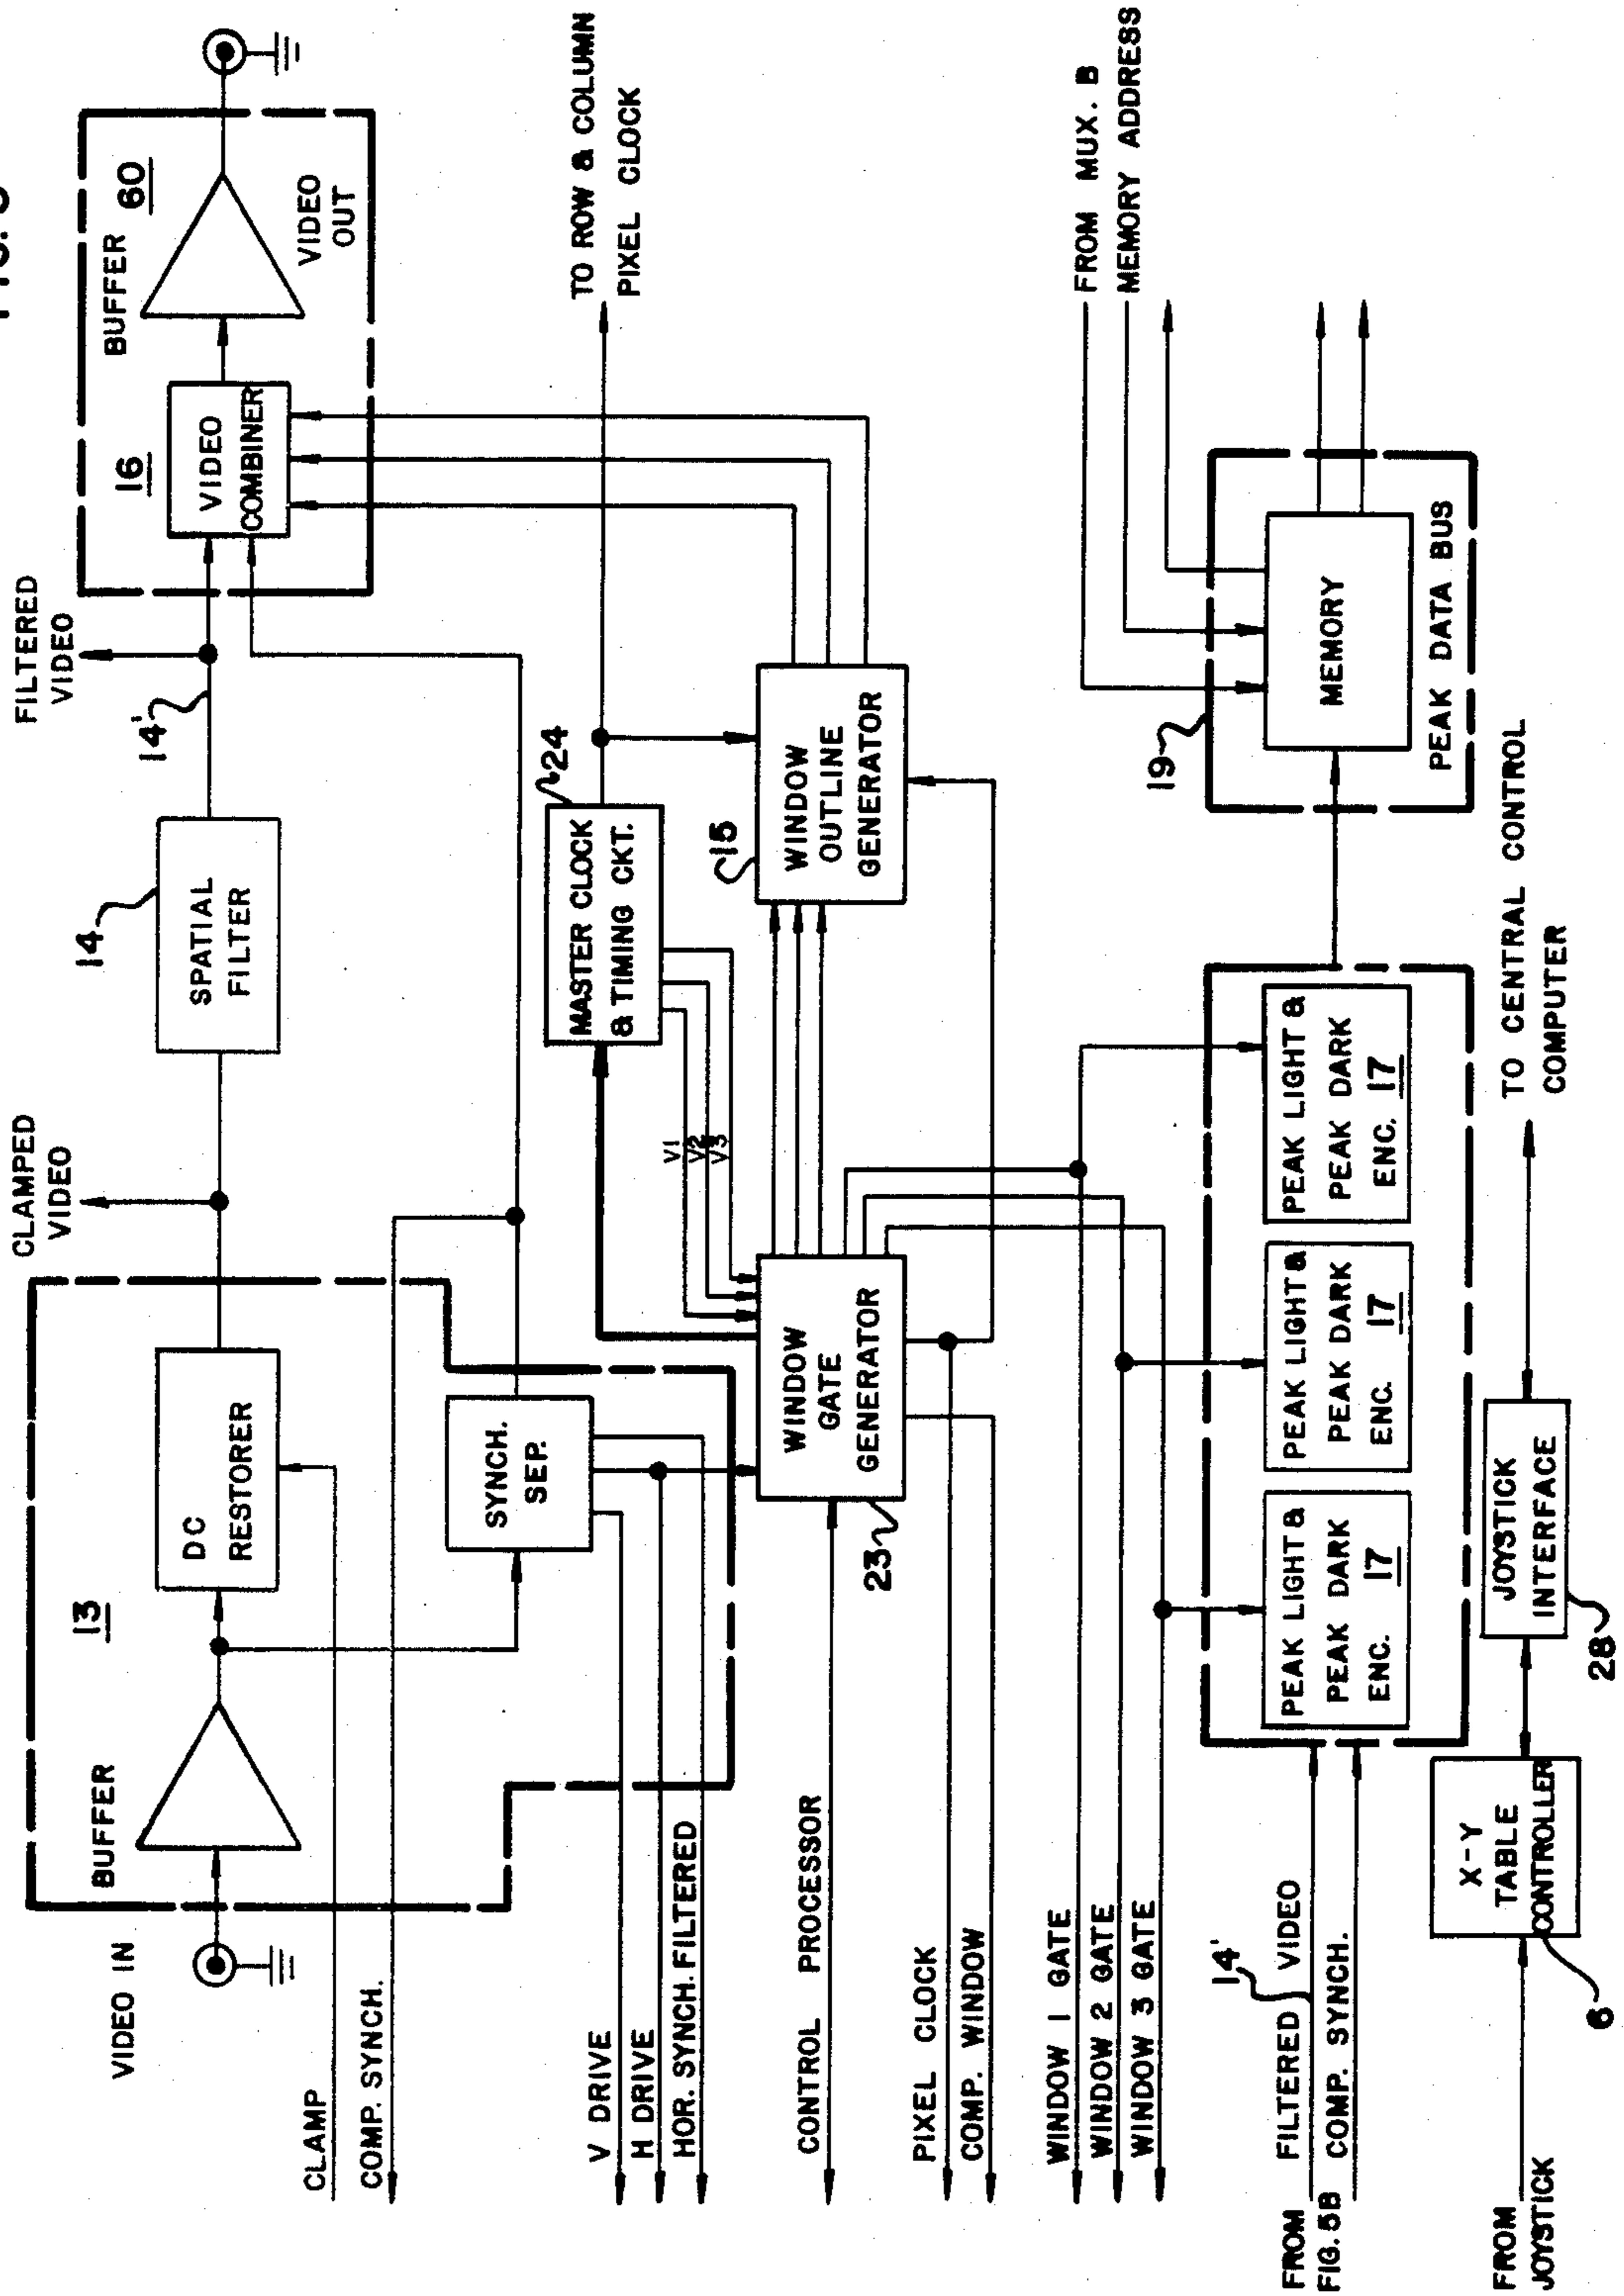 VIDEO IN
BUFFER
13
DC
RESTORER
CLAMPED
VIDEO
14
SPATIAL
FILTER
14'
FILTERED
VIDEO
16
VIDEO
COMBINER
BUFFER
60
VIDEO
OUT
CLAMP
COMP. SYNCH.
SYNCH.
SEP.
V DRIVE
H DRIVE
HOR. SYNCH. FILTERED
MASTER CLOCK
& TIMING CKT.
24
TO ROW & COLUMN
PIXEL CLOCK
V1
V2
V3
CONTROL PROCESSOR
WINDOW
GATE
GENERATOR
23
15
WINDOW
OUTLINE
GENERATOR
PIXEL CLOCK
COMP. WINDOW
WINDOW 1 GATE
WINDOW 2 GATE
WINDOW 3 GATE
FROM MUX. B
MEMORY ADDRESS
14'
FROM FILTERED VIDEO
FIG. 5B COMP. SYNCH.
PEAK LIGHT &
PEAK DARK
ENC. 17
PEAK LIGHT &
PEAK DARK
ENC. 17
PEAK LIGHT &
PEAK DARK
ENC. 17
19
MEMORY
PEAK DATA BUS
FROM
JOYSTICK
X-Y
TABLE
CONTROLLER
6
JOYSTICK
INTERFACE
28
TO CENTRAL CONTROL
COMPUTER